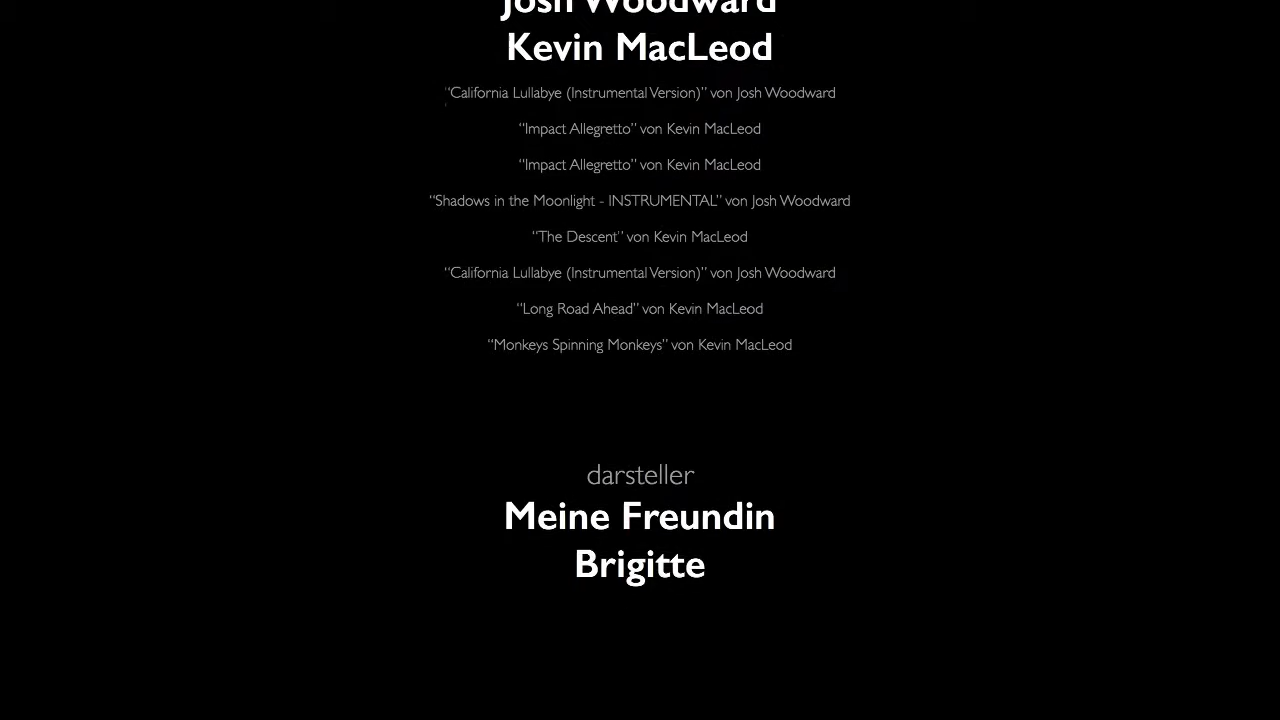 Josh Woodward
Kevin MacLeod
“California Lullabye (Instrumental Version)” von Josh Woodward
“Impact Allegretto” von Kevin MacLeod
“Impact Allegretto” von Kevin MacLeod
“Shadows in the Moonlight - INSTRUMENTAL” von Josh Woodward
“The Descent” von Kevin MacLeod
“California Lullabye (Instrumental Version)” von Josh Woodward
“Long Road Ahead” von Kevin MacLeod
“Monkeys Spinning Monkeys” von Kevin MacLeod
darsteller
Meine Freundin
Brigitte